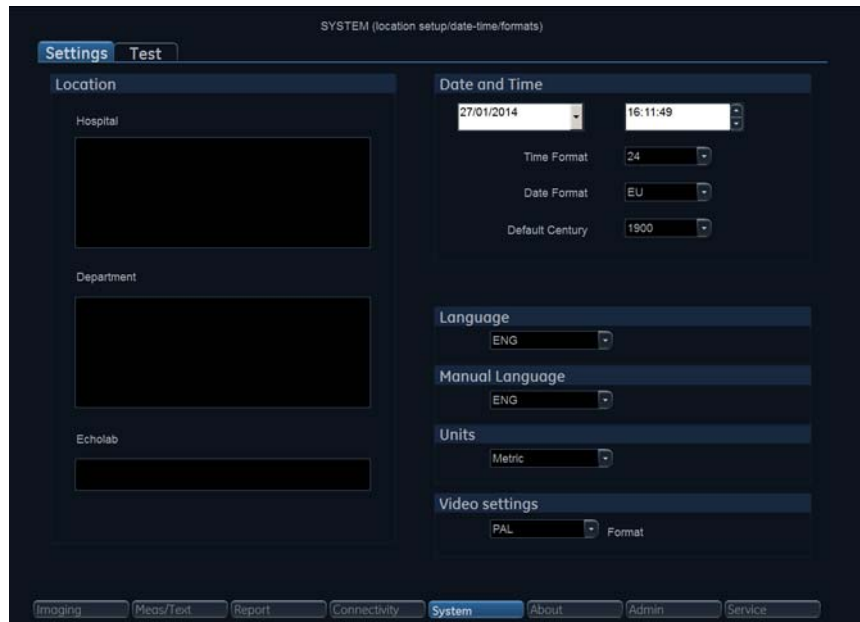 SYSTEM (location setup/date-time/formats)
Settings Test
Location
Hospital
Department
Echolab
Date and Time
27/01/2014 16:11:49
Time Format 24
Date Format EU
Default Century 1900
Language
ENG
Manual Language
ENG
Units
Metric
Video settings
PAL Format
Imaging Meas/Text Report Connectivity System About Admin Service